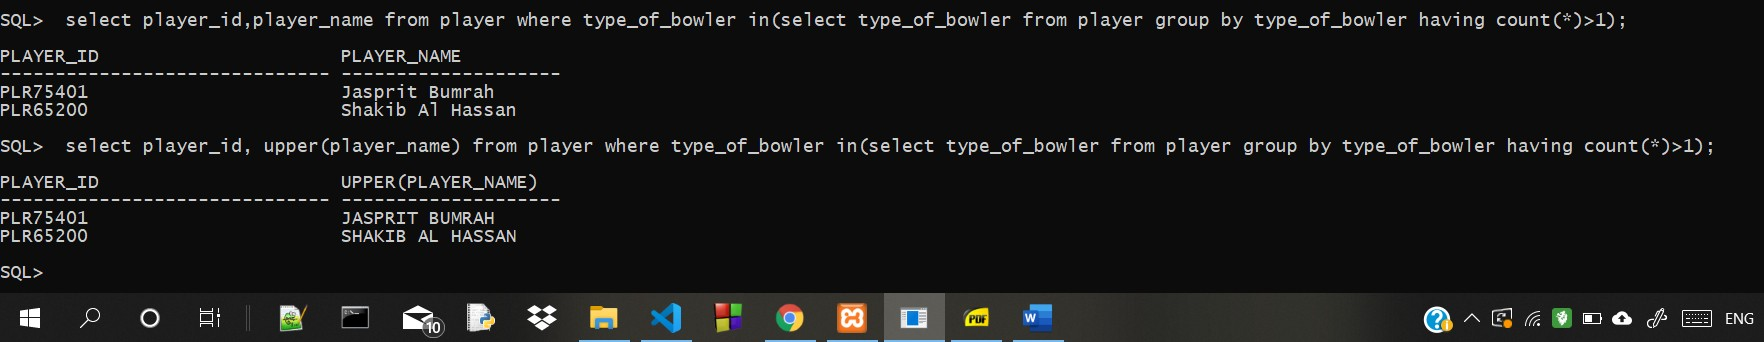 SQL>  select player_id,player_name from player where type_of_bowler in(select type_of_bowler from player group by type_of_bowler having count(*)>1);
PLAYER_ID                      PLAYER_NAME
------------------------------ --------------------
PLR75401                       Jasprit Bumrah
PLR65200                       Shakib Al Hassan
SQL>  select player_id, upper(player_name) from player where type_of_bowler in(select type_of_bowler from player group by type_of_bowler having count(*)>1);
PLAYER_ID                      UPPER(PLAYER_NAME)
------------------------------ --------------------
PLR75401                       JASPRIT BUMRAH
PLR65200                       SHAKIB AL HASSAN
SQL>
10 PDF W ENG